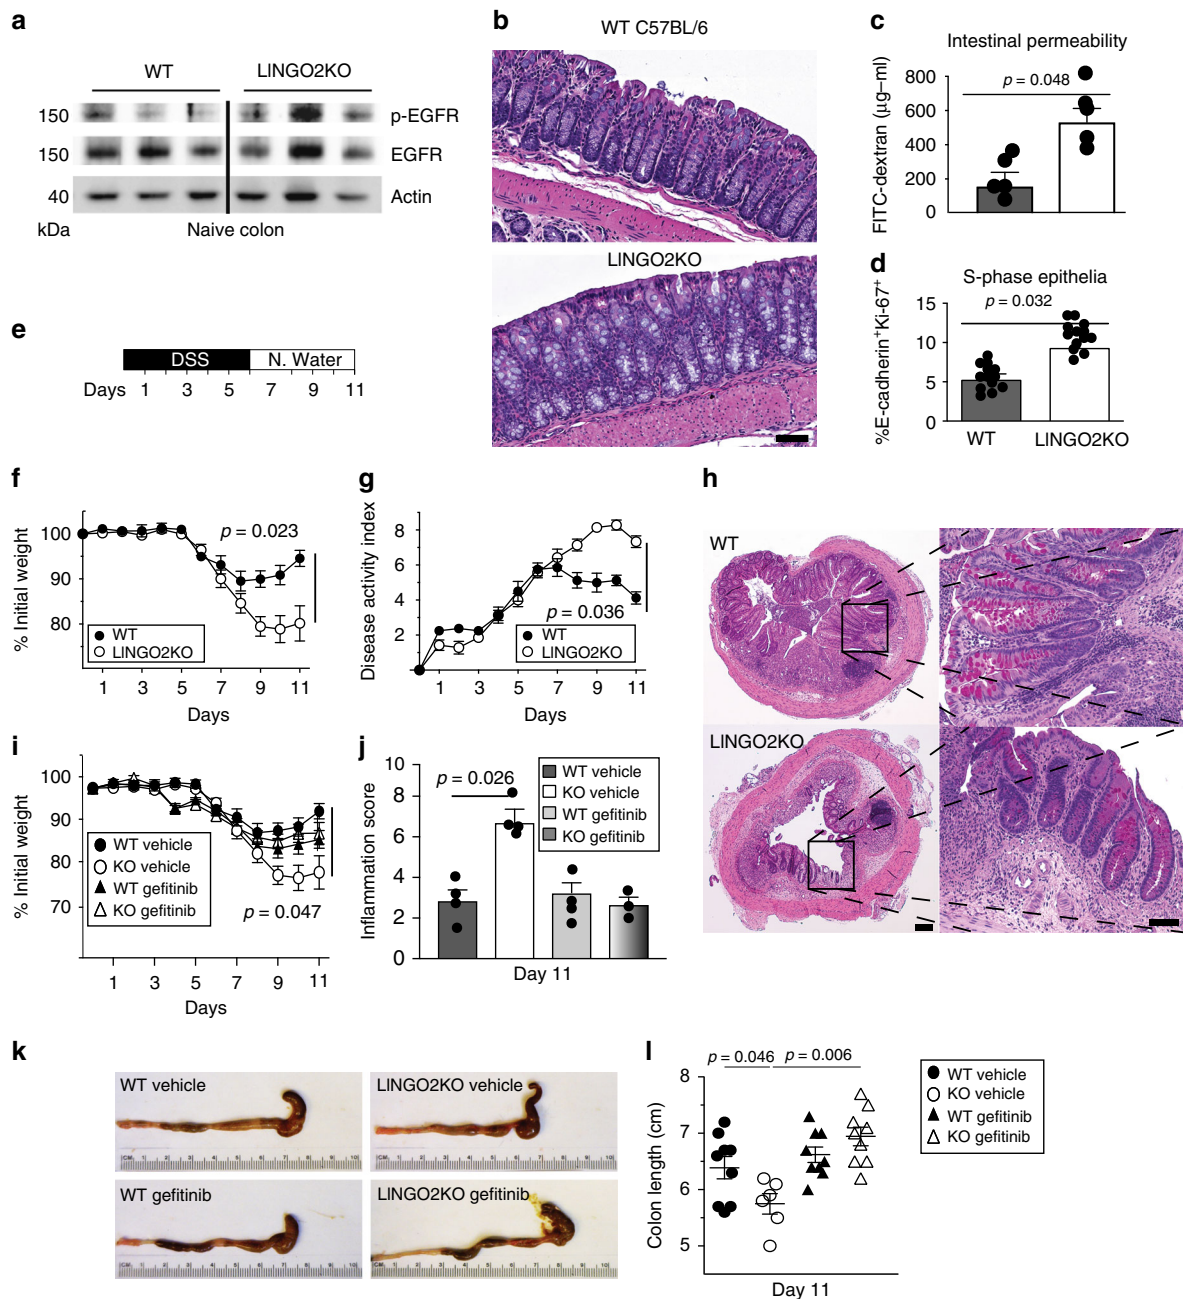 a
WT
LINGO2KO
150
p-EGFR
150
EGFR
40
Actin
kDa
Naive colon
b
WT C57BL/6
LINGO2KO
c
Intestinal permeability
p = 0.048
FITC-dextran (µg–ml)
800
600
400
200
0
d
S-phase epithelia
p = 0.032
%E-cadherin+Ki-67+
15
10
5
0
WT
LINGO2KO
e
DSS
N. Water
Days 1 3 5 7 9 11
f
% Initial weight
100
90
80
p = 0.023
WT
LINGO2KO
1 3 5 7 9 11
Days
g
Disease activity index
8
6
4
2
p = 0.036
WT
LINGO2KO
1 3 5 7 9 11
Days
h
WT
LINGO2KO
i
% Initial weight
100
90
80
70
WT vehicle
KO vehicle
WT gefitinib
KO gefitinib
p = 0.047
1 3 5 7 9 11
Days
j
Inflammation score
10
8
6
4
2
0
p = 0.026
WT vehicle
KO vehicle
WT gefitinib
KO gefitinib
Day 11
k
WT vehicle
LINGO2KO vehicle
WT gefitinib
LINGO2KO gefitinib
l
p = 0.046
p = 0.006
Colon length (cm)
8
7
6
5
Day 11
WT vehicle
KO vehicle
WT gefitinib
KO gefitinib